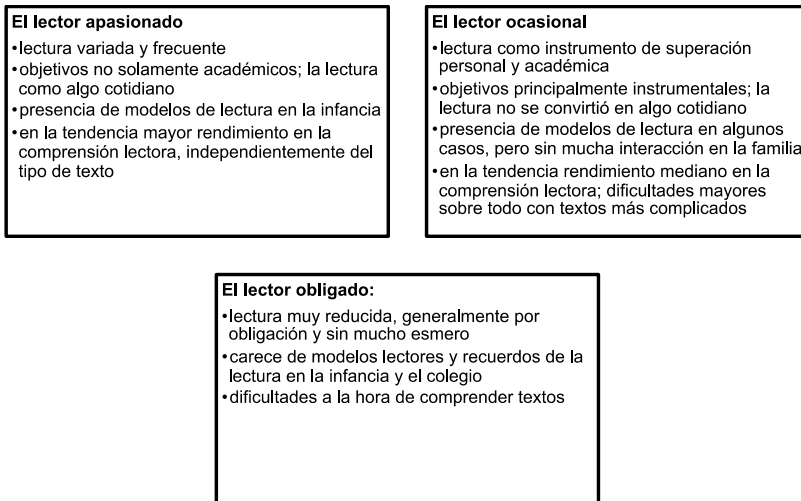 El lector apasionado
•lectura variada y frecuente
•objetivos no solamente académicos; la lectura
como algo cotidiano
•presencia de modelos de lectura en la infancia
•en la tendencia mayor rendimiento en la
comprensión lectora, independientemente del
tipo de texto
El lector ocasional
•lectura como instrumento de superación
personal y académica
•objetivos principalmente instrumentales; la
lectura no se convirtió en algo cotidiano
•presencia de modelos de lectura en algunos
casos, pero sin mucha interacción en la familia
•en la tendencia rendimiento mediano en la
comprensión lectora; dificultades mayores
sobre todo con textos más complicados
El lector obligado:
•lectura muy reducida, generalmente por
obligación y sin mucho esmero
•carece de modelos lectores y recuerdos de la
lectura en la infancia y el colegio
•dificultades a la hora de comprender textos